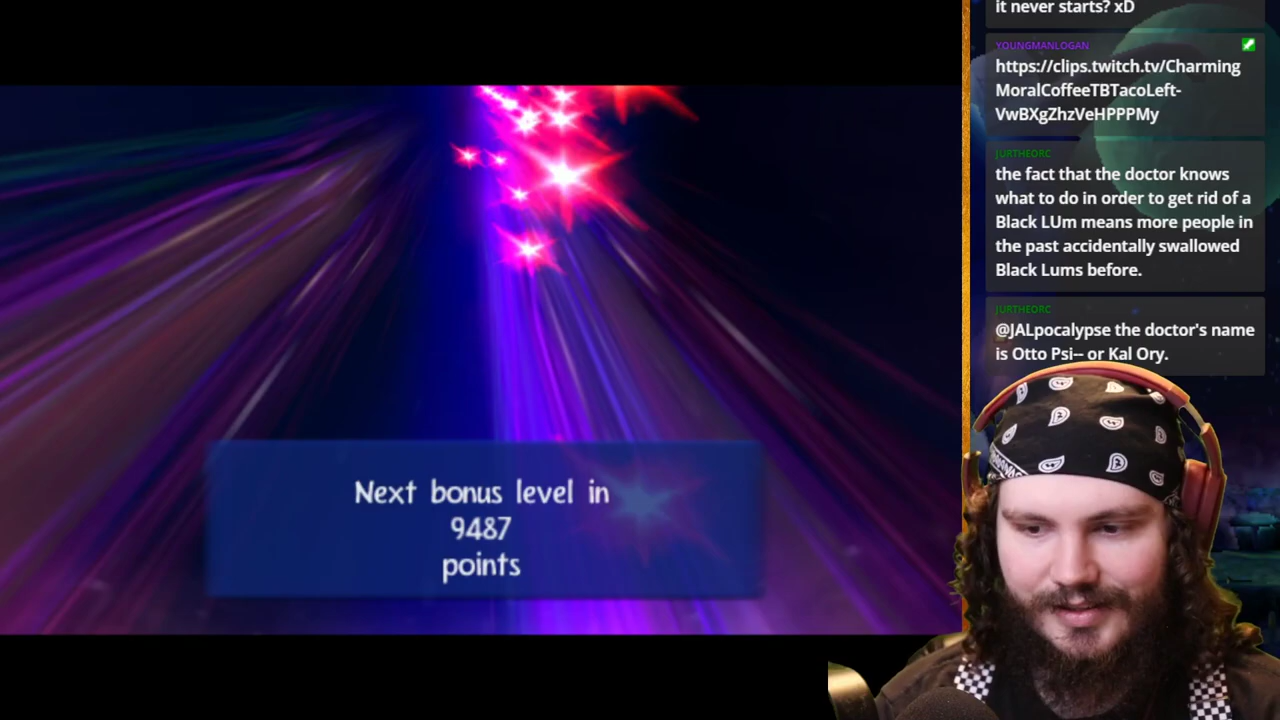 Next bonus level in
9487
points
it never starts? xD
YOUNGMANLOGAN
https://clips.twitch.tv/Charming
MoralCoffeeTBTacoLeft-
VwBXgZhzVeHPPPMy
JURTHEORC
the fact that the doctor knows
what to do in order to get rid of a
Black LUm means more people in
the past accidentally swallowed
Black Lums before.
JURTHEORC
@JALpocalypse the doctor's name
is Otto Psi-- or Kal Ory.